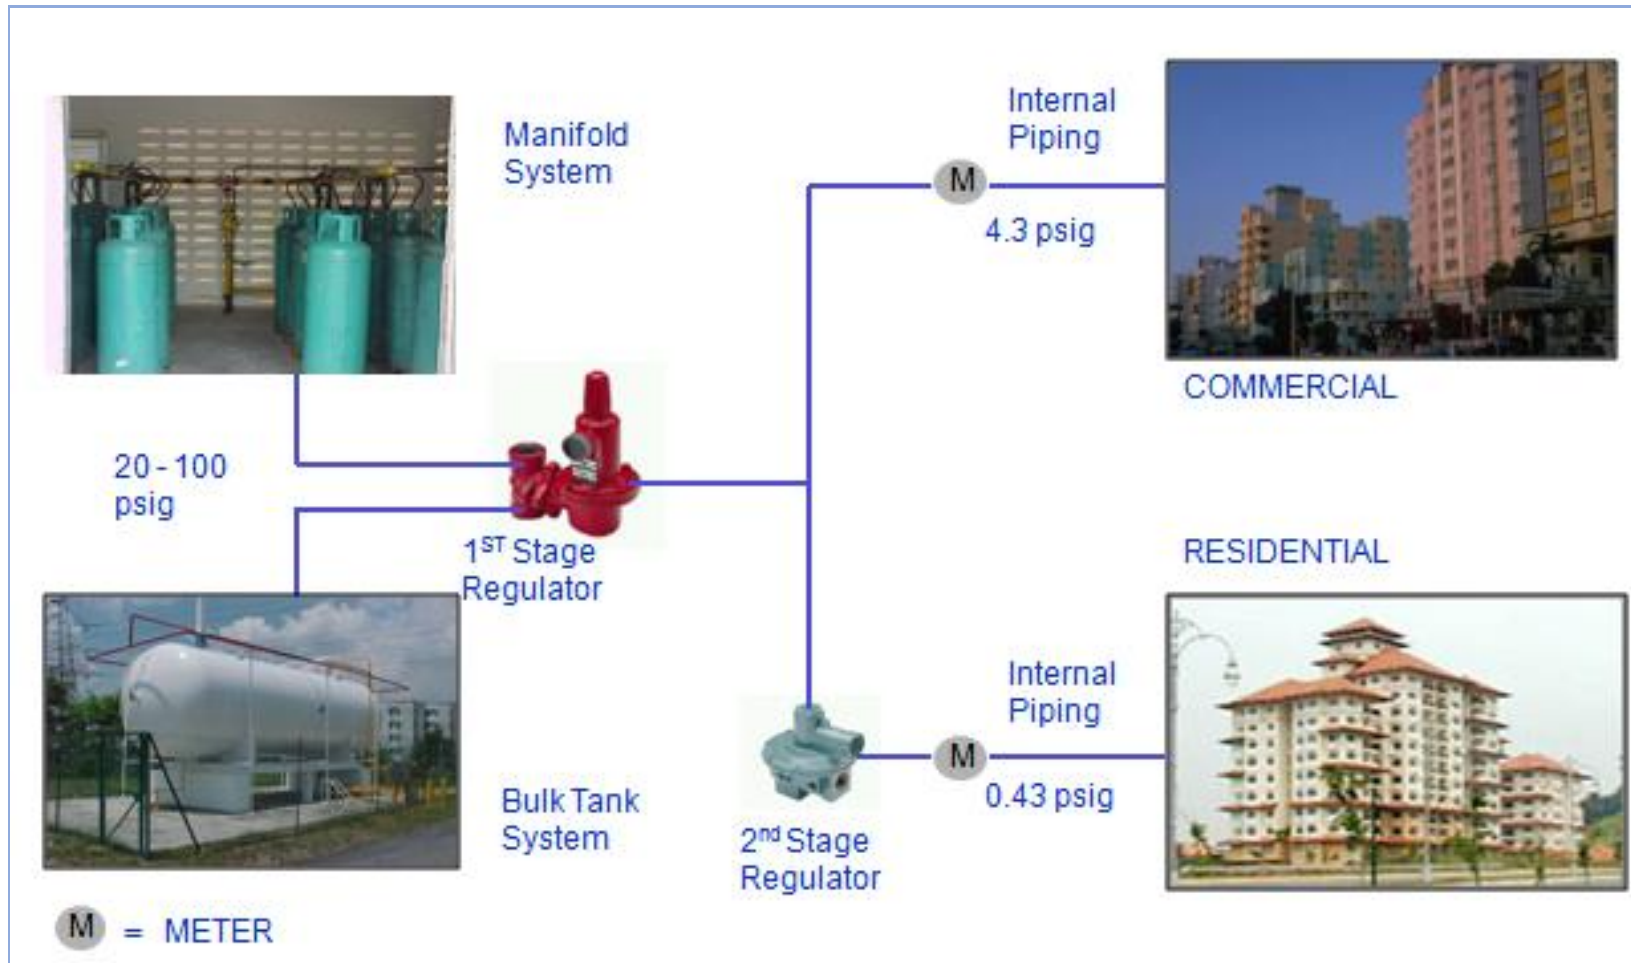 Manifold
System
Internal
Piping
M
4.3 psig
COMMERCIAL
20 - 100
psig
1ST Stage
Regulator
RESIDENTIAL
Internal
Piping
M
0.43 psig
Bulk Tank
System
2nd Stage
Regulator
M = METER